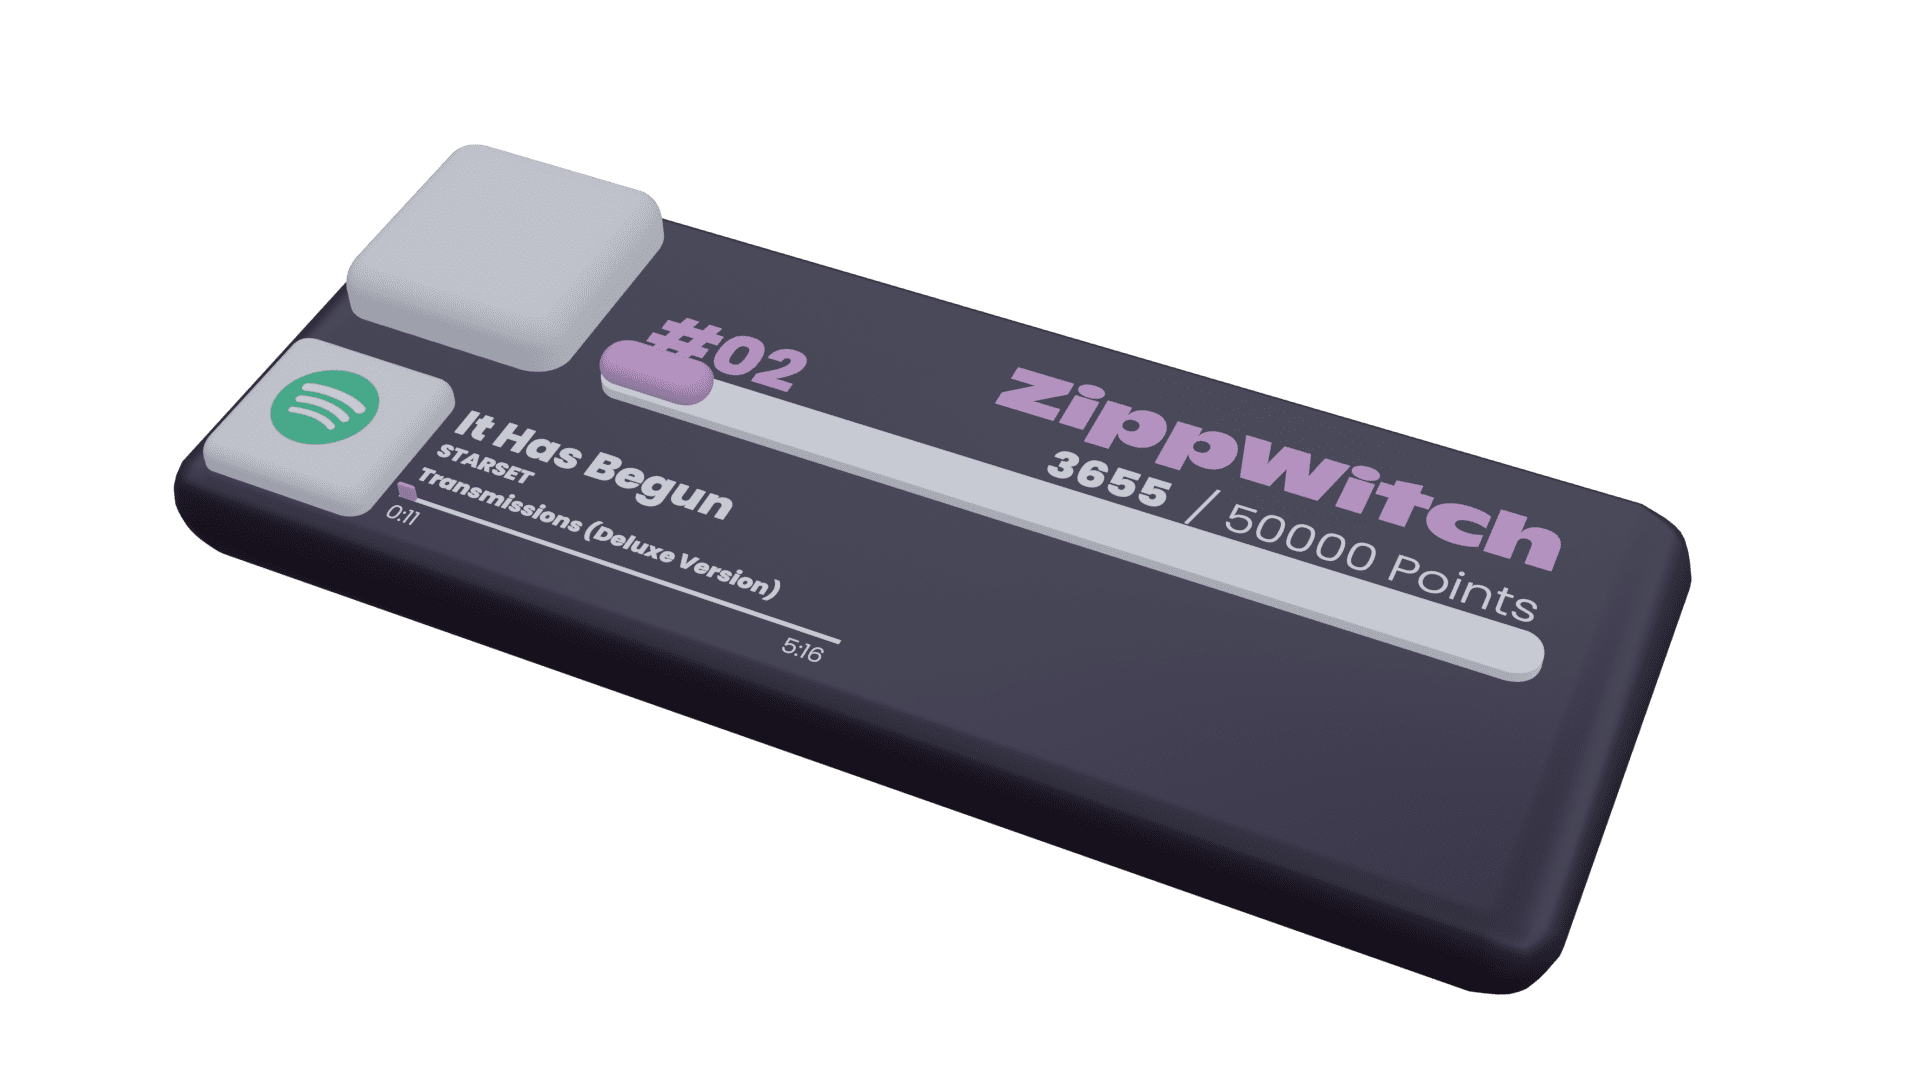 #02
ZippWitch
3655 / 50000 Points
It Has Begun
STARSET
Transmissions (Deluxe Version)
0:11
5:16